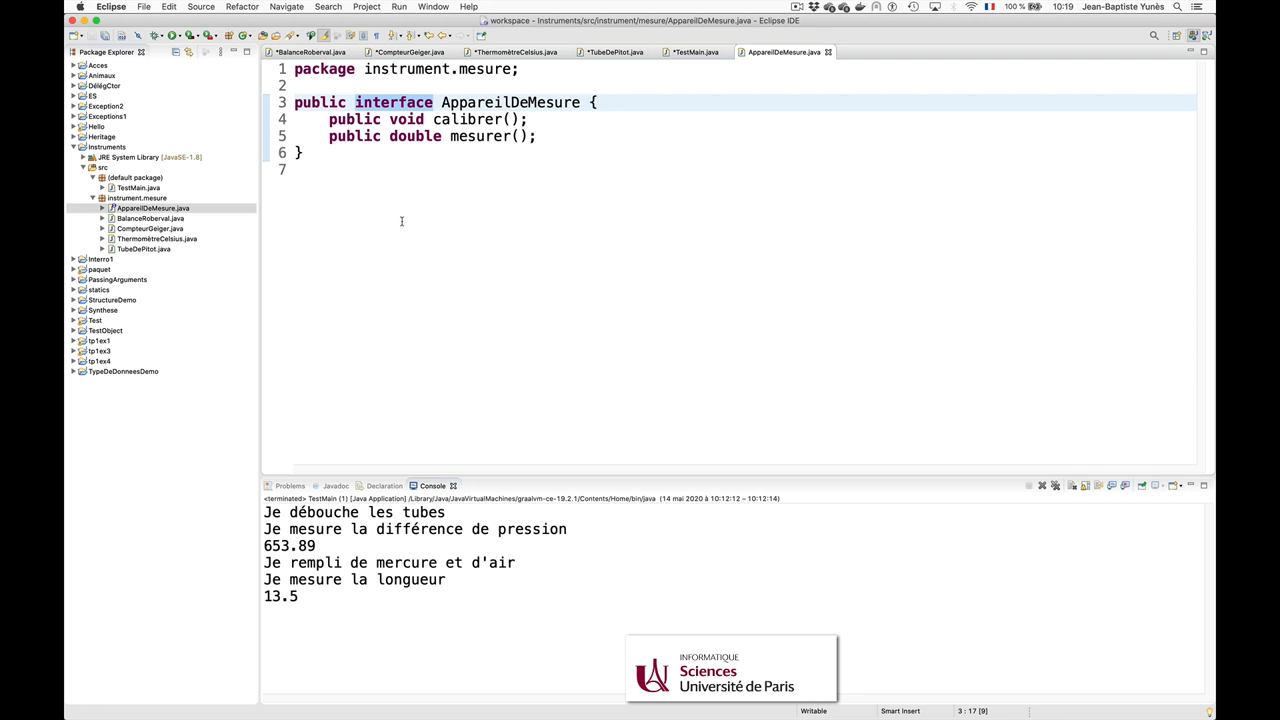 Eclipse File Edit Source Refactor Navigate Search Project Run Window Help 100 % 10:19 Jean-Baptiste Yunès
workspace - Instruments/src/instrument/mesure/AppareilDeMesure.java - Eclipse IDE
Package Explorer
*BalanceRoberval.java *CompteurGeiger.java *ThermomètreCelsius.java *TubeDePitot.java *TestMain.java AppareilDeMesure.java
Acces
Animaux
DélégCtor
ES
Exception2
Exceptions1
Hello
Heritage
Instruments
JRE System Library [JavaSE-1.8]
src
(default package)
TestMain.java
instrument.mesure
AppareilDeMesure.java
BalanceRoberval.java
CompteurGeiger.java
ThermomètreCelsius.java
TubeDePitot.java
Interro1
paquet
PassingArguments
statics
StructureDemo
Synthese
Test
TestObject
tp1ex1
tp1ex3
tp1ex4
TypeDeDonneesDemo
1 package instrument.mesure;
2
3 public interface AppareilDeMesure {
4 public void calibrer();
5 public double mesurer();
6 }
7
Problems Javadoc Declaration Console
<terminated> TestMain (1) [Java Application] /Library/Java/JavaVirtualMachines/graalvm-ce-19.2.1/Contents/Home/bin/java (14 mai 2020 à 10:12:12 – 10:12:14)
Je débouche les tubes
Je mesure la différence de pression
653.89
Je rempli de mercure et d'air
Je mesure la longueur
13.5
INFORMATIQUE
Sciences
Université de Paris
Writable Smart Insert 3 : 17 [9]